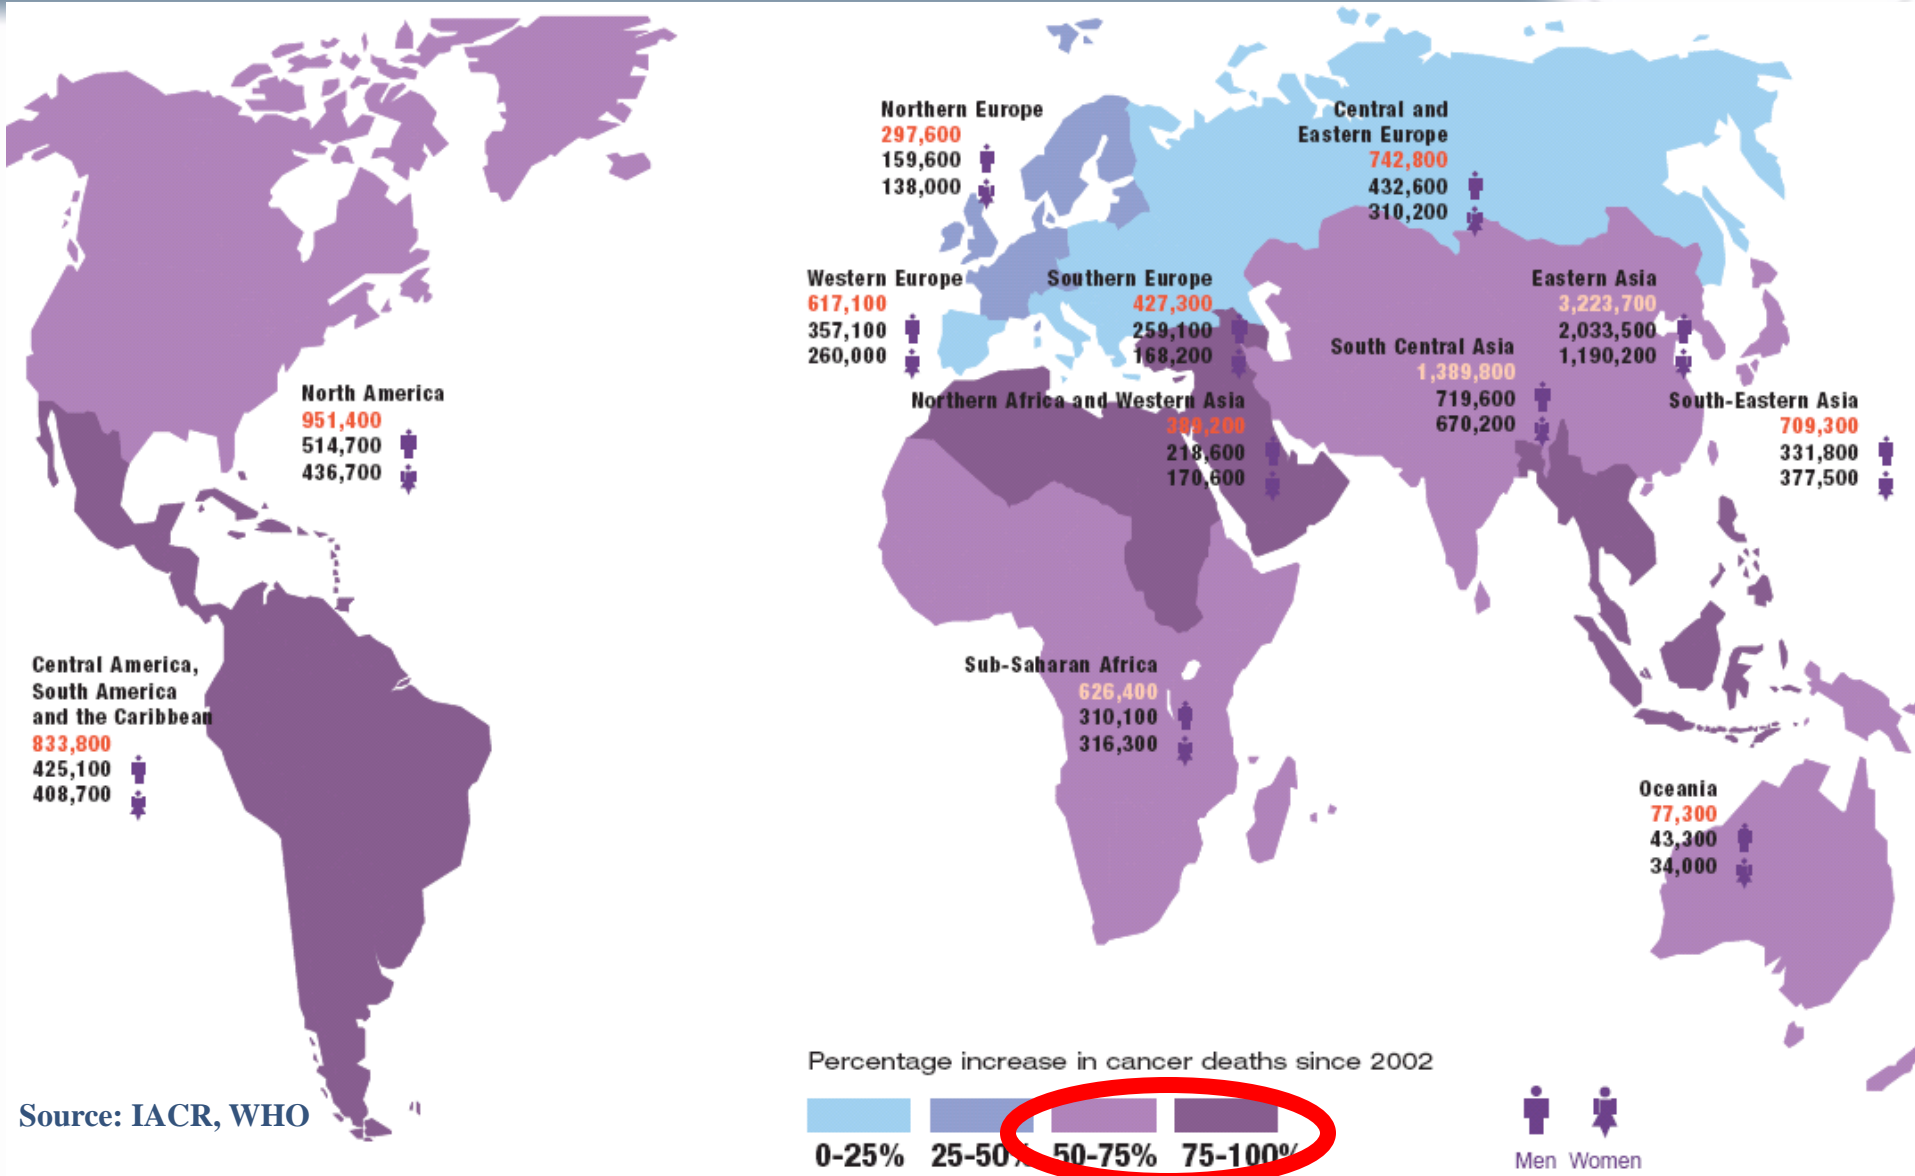 Northern Europe
297,600
159,600
138,000
Central and
Eastern Europe
742,800
432,600
310,200
Western Europe
617,100
357,100
260,000
Southern Europe
427,300
259,100
168,200
Eastern Asia
3,223,700
2,033,500
1,190,200
South Central Asia
1,389,800
719,600
670,200
North America
951,400
514,700
436,700
Northern Africa and Western Asia
389,200
218,600
170,600
South-Eastern Asia
709,300
331,800
377,500
Central America,
South America
and the Caribbean
833,800
425,100
408,700
Sub-Saharan Africa
626,400
310,100
316,300
Oceania
77,300
43,300
34,000
Percentage increase in cancer deaths since 2002
0-25% 25-50% 50-75% 75-100%
Men Women
Source: IACR, WHO